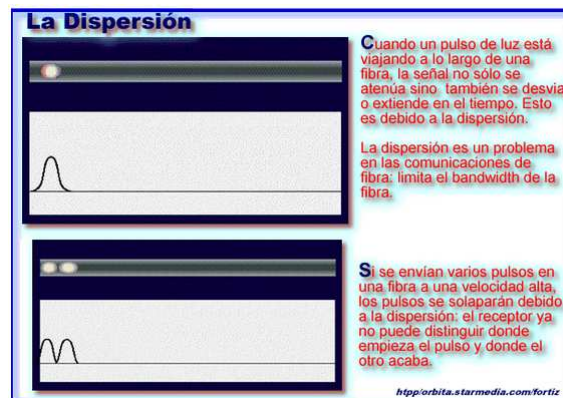 La Dispersión
Cuando un pulso de luz está
viajando a lo largo de una
fibra, la señal no sólo se
atenúa sino también se desvia
o extiende en el tiempo. Esto
es debido a la dispersión.
La dispersión es un problema
en las comunicaciones de
fibra: limita el bandwidth de la
fibra.
Si se envían varios pulsos en
una fibra a una velocidad alta,
los pulsos se solaparán debido
a la dispersión: el receptor ya
no puede distinguir donde
empieza el pulso y donde el
otro acaba.
htpp/orbita.starmedia.com/fortiz